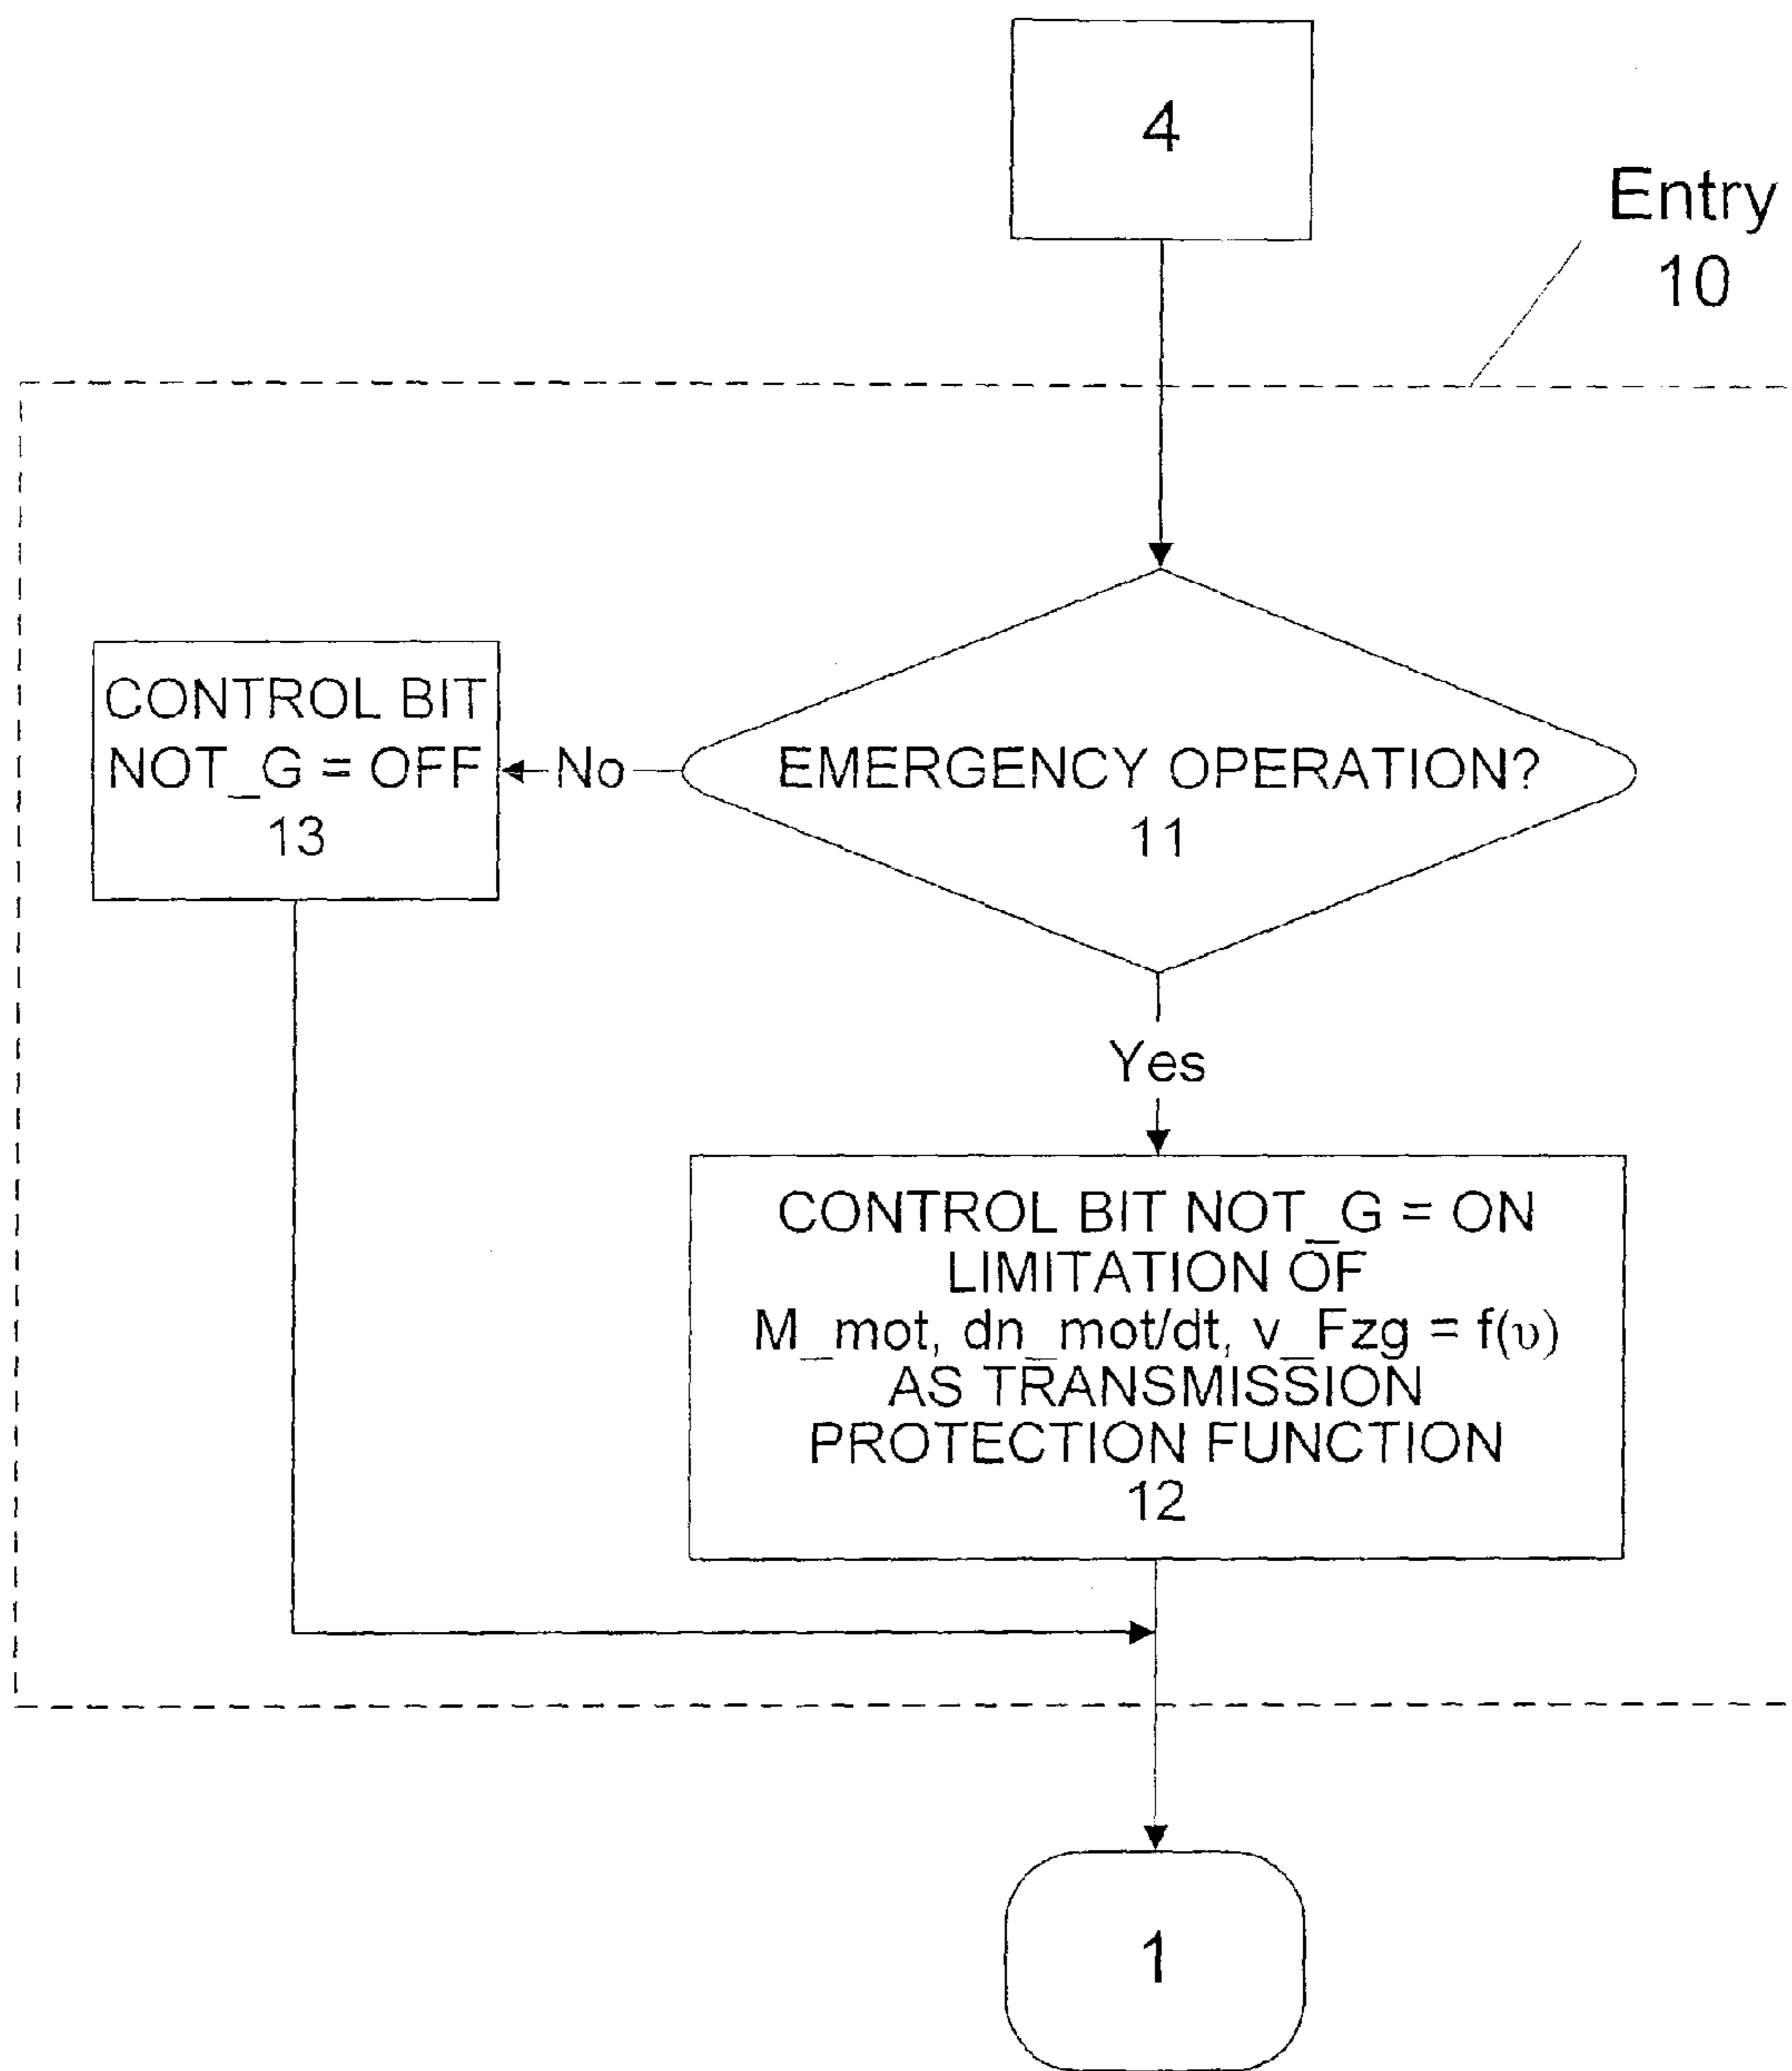 4
Entry
10
CONTROL BIT
NOT_G = OFF
13
No
EMERGENCY OPERATION?
11
Yes
CONTROL BIT NOT_G = ON
LIMITATION OF
M_mot, dn_mot/dt, v_Fzg = f(υ)
AS TRANSMISSION
PROTECTION FUNCTION
12
1